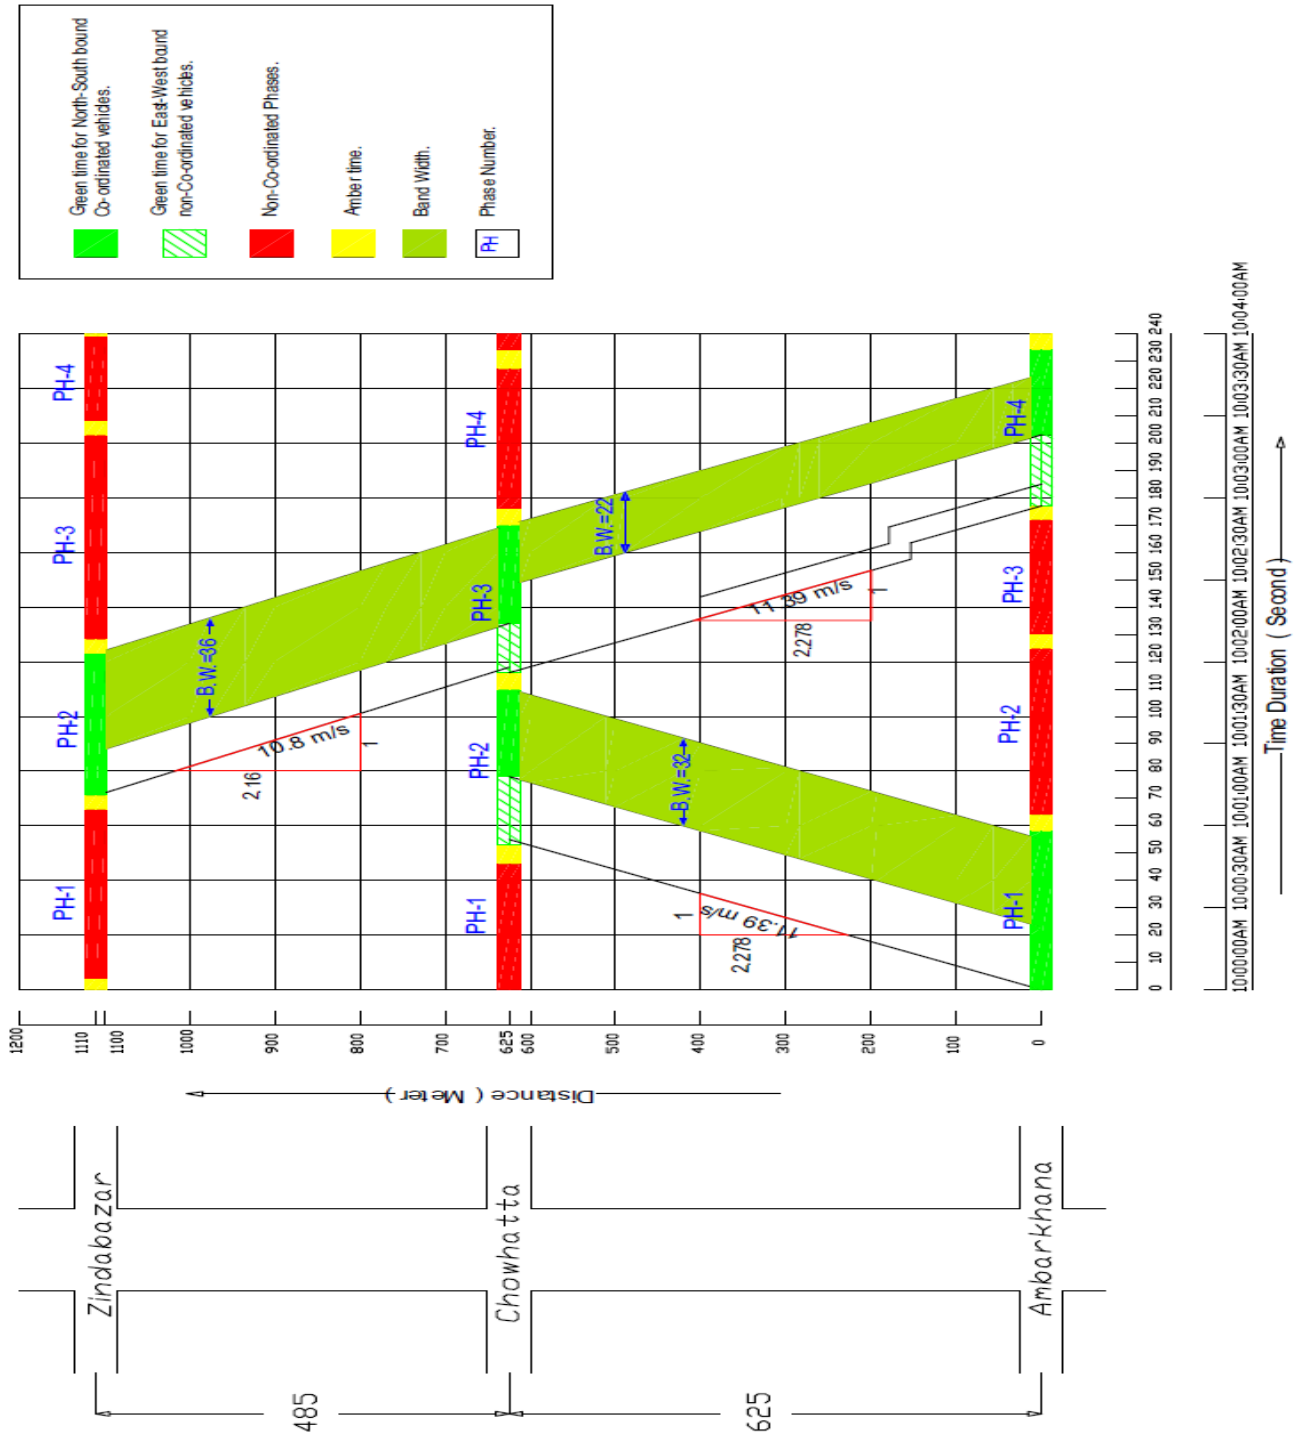 Green time for North-South bound
Co- ordinated vehicles.
Green time for East-West bound
non-Co-ordinated vehicles.
Non-Co-ordinated Phases.
Amber time.
Band Width.
PH
Phase Number.
PH-1
PH-2
PH-3
PH-4
PH-1
PH-2
PH-3
PH-4
PH-1
PH-2
PH-3
PH-4
B.W.=36
10.8 m/s
2.16
1
B.W.=22
11.39 m/s
2.278
1
B.W.=32
11.39 m/s
2.278
1
1200
1110
1100
1000
900
800
700
625
600
500
400
300
200
100
0
Distance ( Meter )
0 10 20 30 40 50 60 70 80 90 100 110 120 130 140 150 160 170 180 190 200 210 220 230 240
10:00:00AM 10:00:30AM 10:01:00AM 10:01:30AM 10:02:00AM 10:02:30AM 10:03:00AM 10:03:30AM 10:04:00AM
Time Duration ( Second )
Zindabazar
Chowhatta
Ambarkhana
485
625